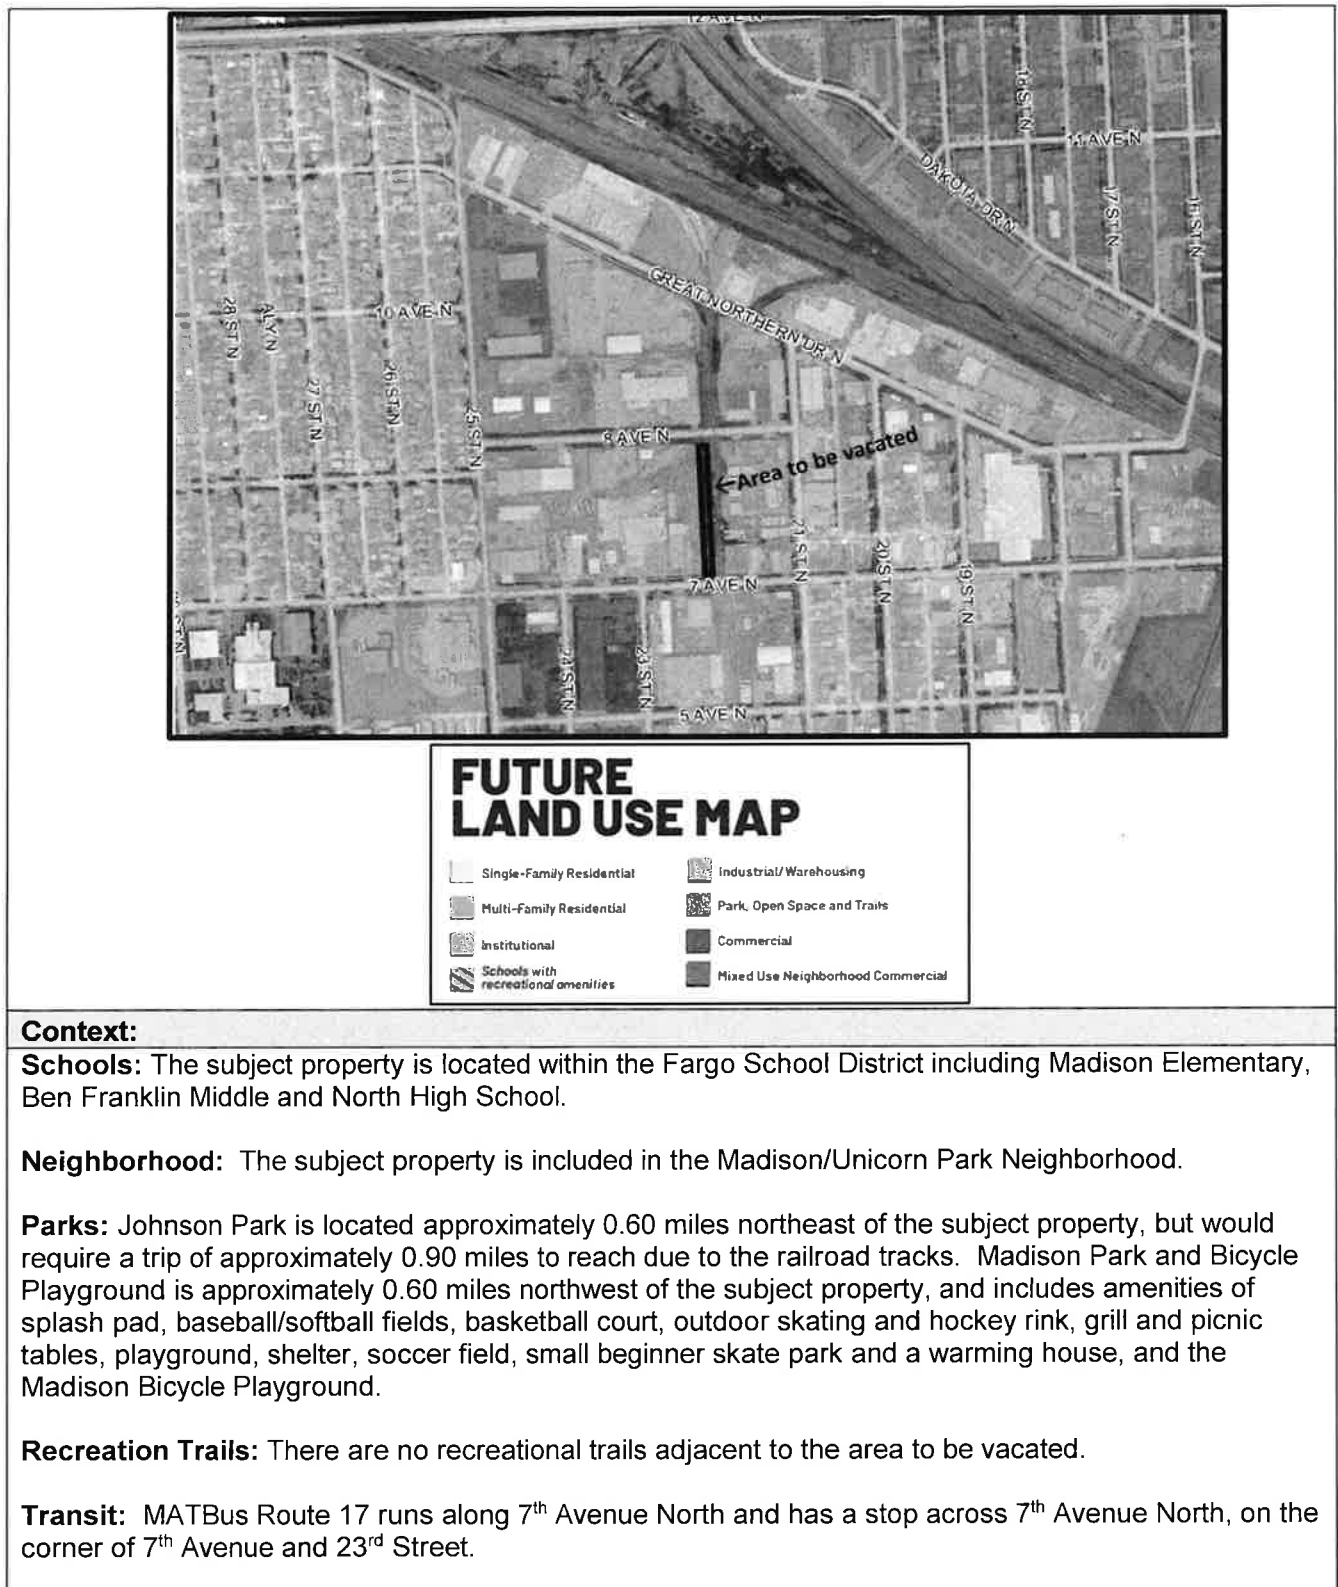 12 AVE N
18 ST N
11 AVE N
DAKOTA DR N
17 ST N
16 ST N
GREAT NORTHERN DR N
28 ST N
ALY N
10 AVE N
27 ST N
26 ST N
25 ST N
8 AVE N
←Area to be vacated
21 ST N
20 ST N
19 ST N
7 AVE N
ST N
24 ST N
23 ST N
5 AVE N
FUTURE
LAND USE MAP
Single-Family Residential
Multi-Family Residential
Institutional
Schools with
recreational amenities
Industrial/Warehousing
Park, Open Space and Trails
Commercial
Mixed Use Neighborhood Commercial
Context:
Schools: The subject property is located within the Fargo School District including Madison Elementary,
Ben Franklin Middle and North High School.
Neighborhood: The subject property is included in the Madison/Unicorn Park Neighborhood.
Parks: Johnson Park is located approximately 0.60 miles northeast of the subject property, but would
require a trip of approximately 0.90 miles to reach due to the railroad tracks. Madison Park and Bicycle
Playground is approximately 0.60 miles northwest of the subject property, and includes amenities of
splash pad, baseball/softball fields, basketball court, outdoor skating and hockey rink, grill and picnic
tables, playground, shelter, soccer field, small beginner skate park and a warming house, and the
Madison Bicycle Playground.
Recreation Trails: There are no recreational trails adjacent to the area to be vacated.
Transit: MATBus Route 17 runs along 7th Avenue North and has a stop across 7th Avenue North, on the
corner of 7th Avenue and 23rd Street.